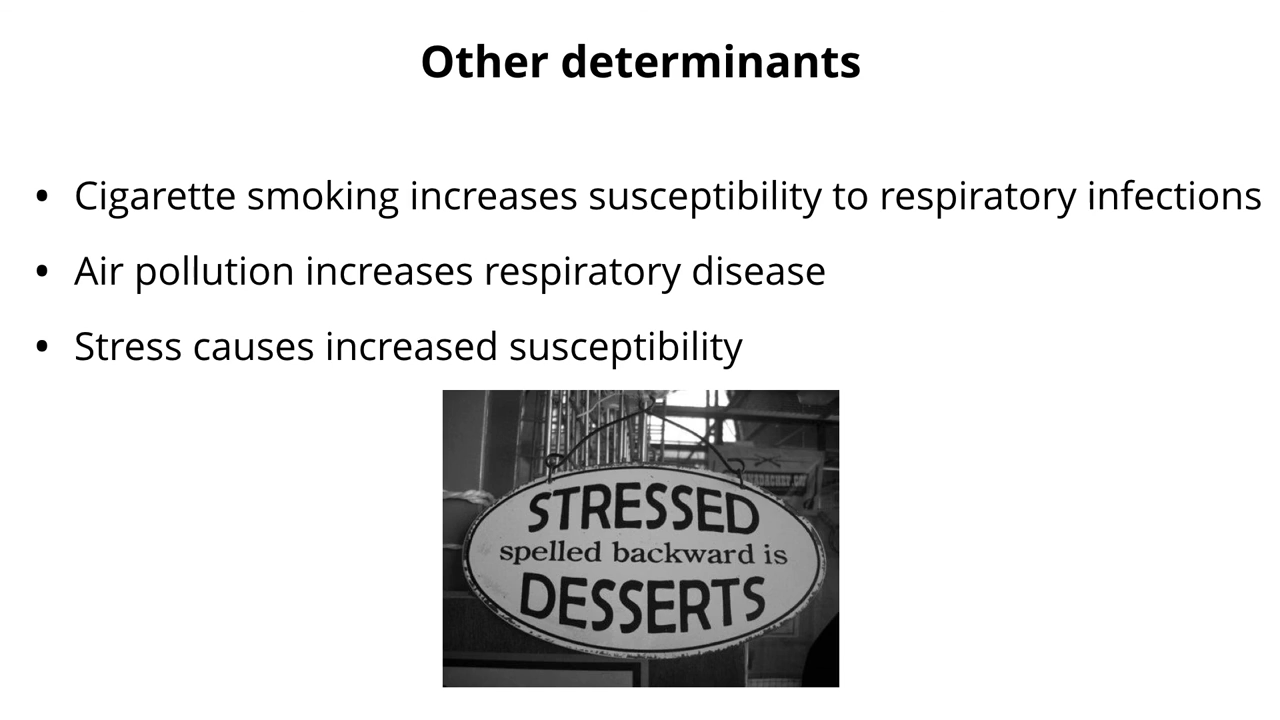 Other determinants
• Cigarette smoking increases susceptibility to respiratory infections
• Air pollution increases respiratory disease
• Stress causes increased susceptibility
STRESSED
spelled backward is
DESSERTS